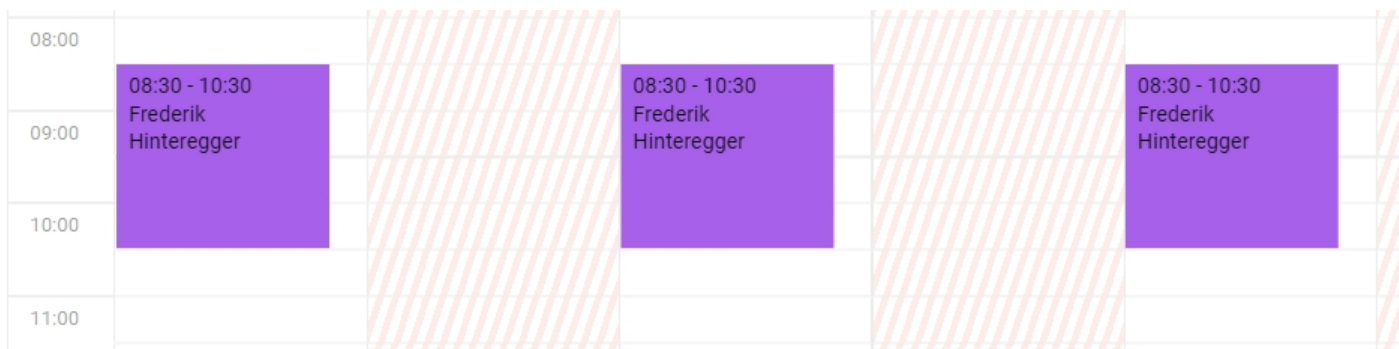 08:00
08:30 - 10:30
Frederik
Hinteregger
08:30 - 10:30
Frederik
Hinteregger
08:30 - 10:30
Frederik
Hinteregger
09:00
10:00
11:00